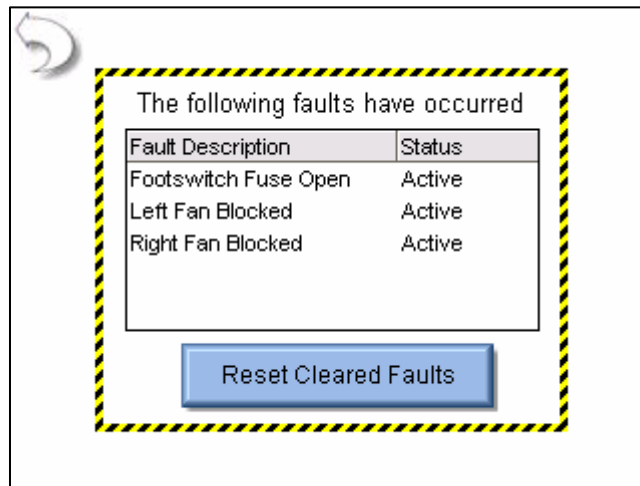 The following faults have occurred
Fault Description Status
Footswitch Fuse Open Active
Left Fan Blocked Active
Right Fan Blocked Active
Reset Cleared Faults